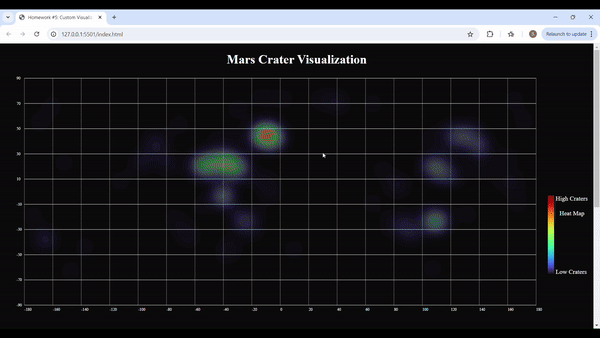 Homework #5: Custom Visualiz
127.0.0.1:5501/index.html
Relaunch to update
Mars Crater Visualization
90
70
50
30
10
-10
-30
-50
-70
-90
-180 -160 -140 -120 -100 -80 -60 -40 -20 0 20 40 60 80 100 120 140 160 180
High Craters
Heat Map
Low Craters